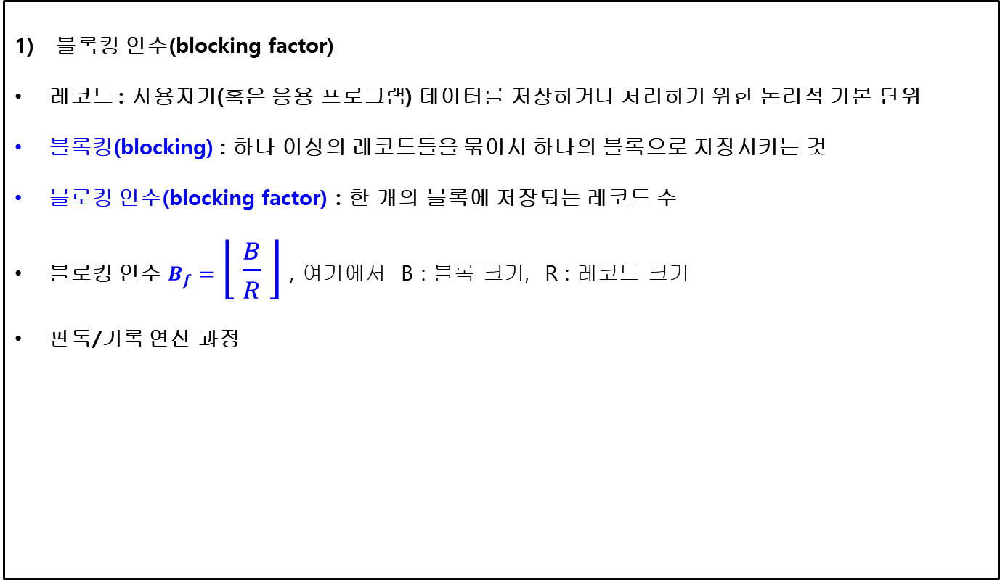 1) 블록킹 인수(blocking factor)
• 레코드 : 사용자가(혹은 응용 프로그램) 데이터를 저장하거나 처리하기 위한 논리적 기본 단위
• 블록킹(blocking) : 하나 이상의 레코드들을 묶어서 하나의 블록으로 저장시키는 것
• 블로킹 인수(blocking factor) : 한 개의 블록에 저장되는 레코드 수
• 블로킹 인수 B_f = ⌊B/R⌋ , 여기에서 B : 블록 크기, R : 레코드 크기
• 판독/기록 연산 과정